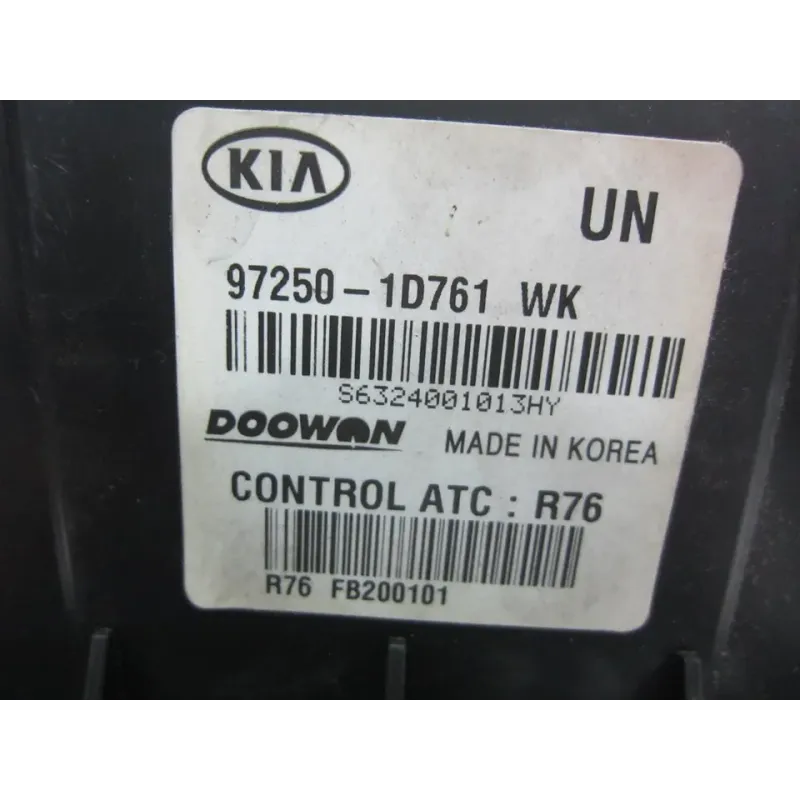 KIA
UN
97250-1D761 WK
S6324001013HY
DOOWON MADE IN KOREA
CONTROL ATC : R76
R76 FB200101